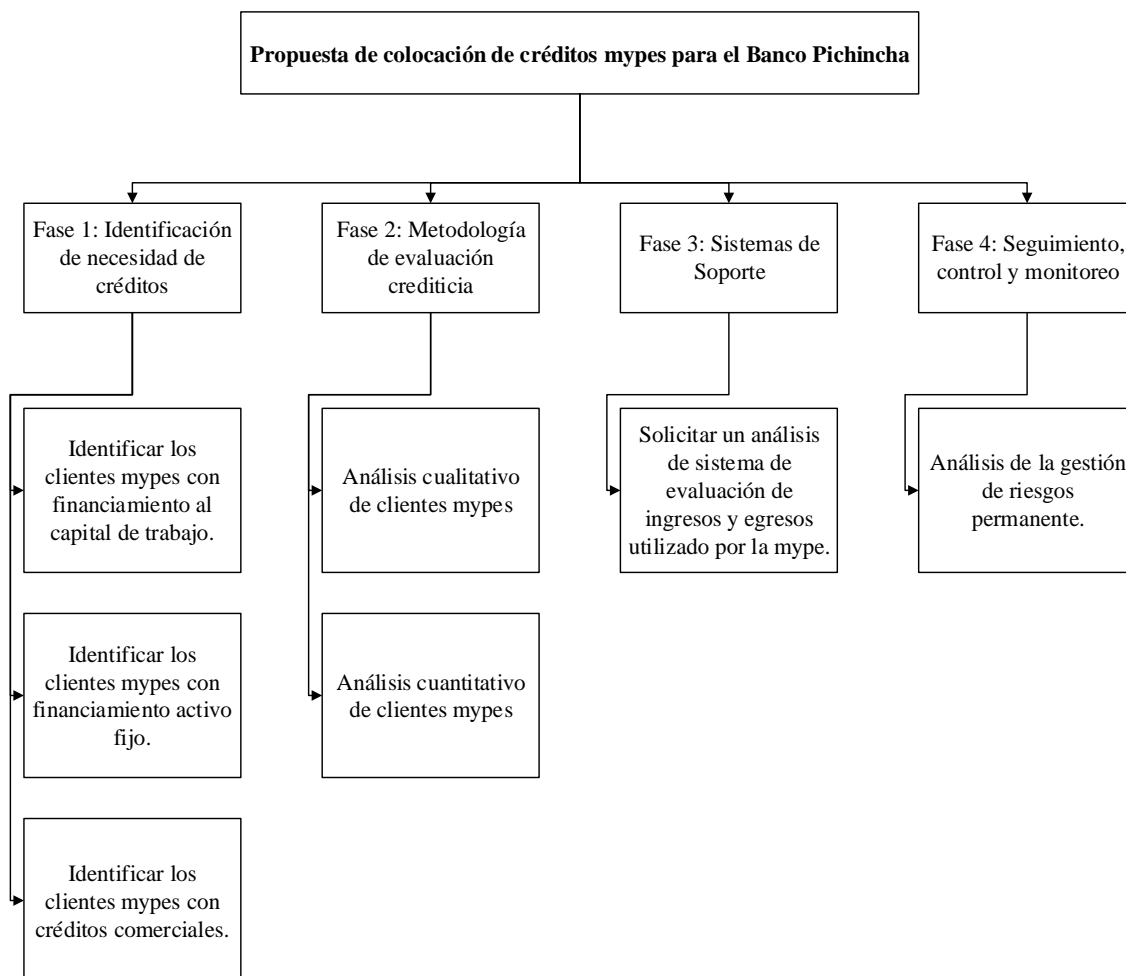 Propuesta de colocación de créditos mypes para el Banco Pichincha
Fase 1: Identificación
de necesidad de
créditos
Fase 2: Metodología
de evaluación
crediticia
Fase 3: Sistemas de
Soporte
Fase 4: Seguimiento,
control y monitoreo
Identificar los
clientes mypes con
financiamiento al
capital de trabajo.
Análisis cualitativo
de clientes mypes
Solicitar un análisis
de sistema de
evaluación de
ingresos y egresos
utilizado por la mype.
Análisis de la gestión
de riesgos
permanente.
Identificar los
clientes mypes con
financiamiento activo
fijo.
Análisis cuantitativo
de clientes mypes
Identificar los
clientes mypes con
créditos comerciales.